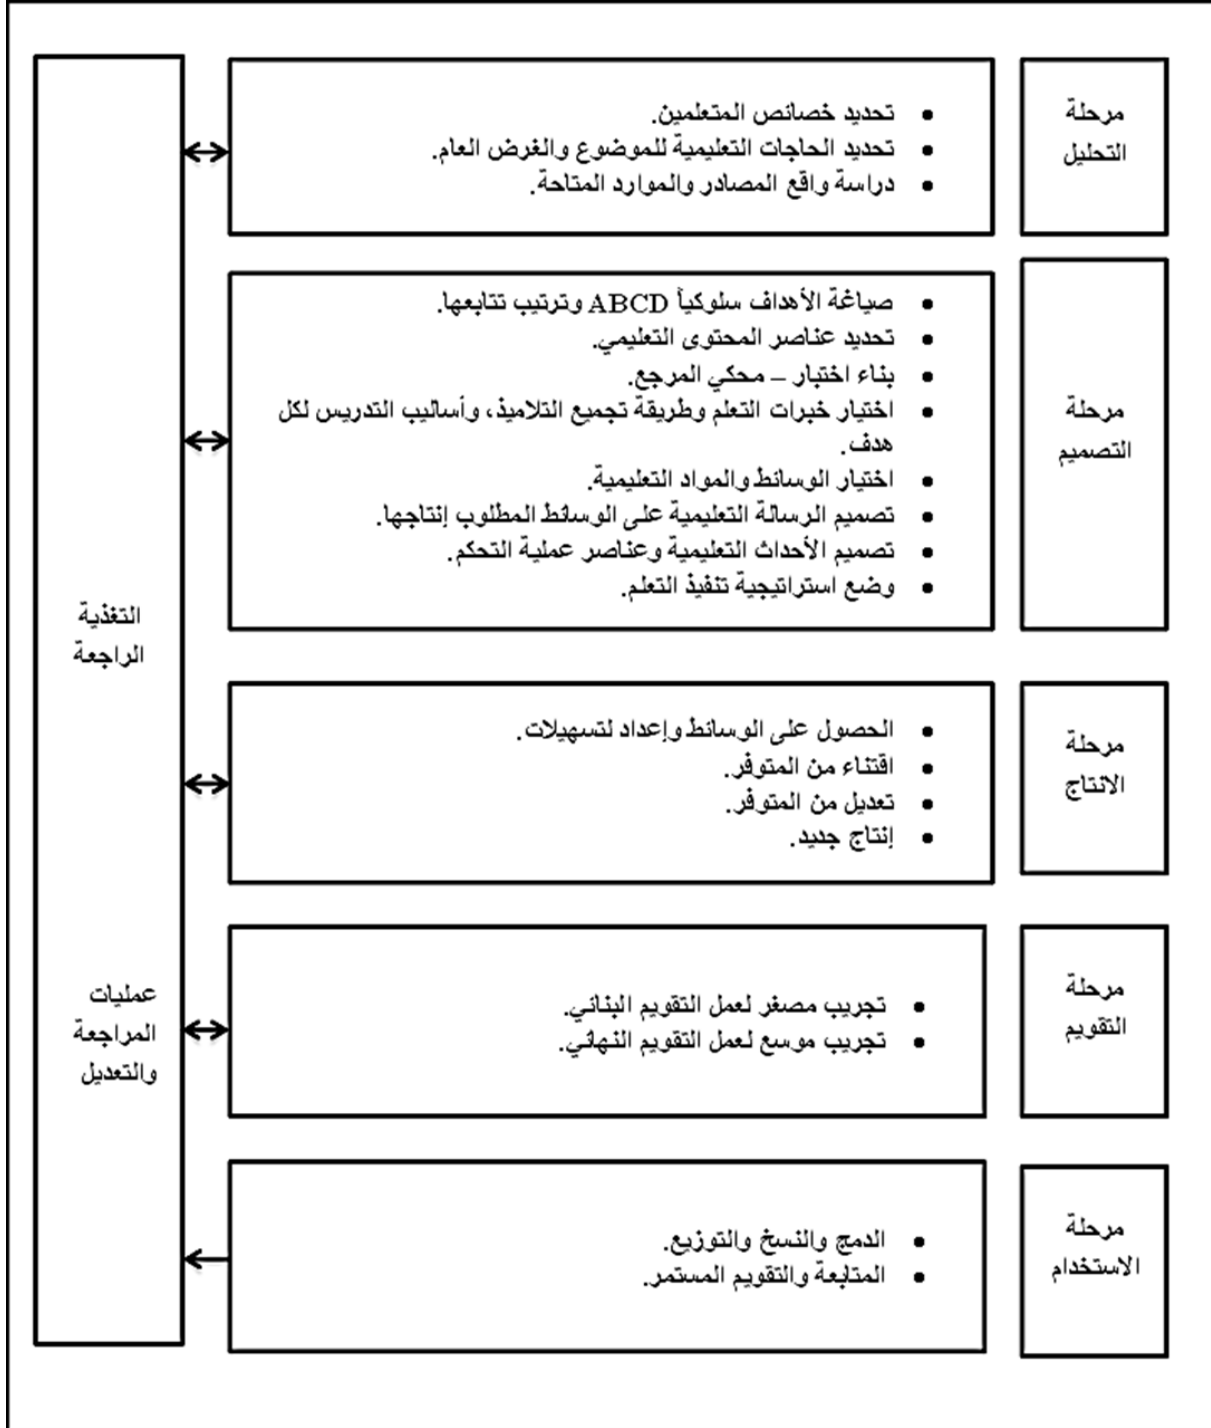 مرحلة
التحليل
• تحديد خصائص المتعلمين.
• تحديد الحاجات التعليمية للموضوع والغرض العام.
• دراسة واقع المصادر والموارد المتاحة.
مرحلة
التصميم
• صياغة الأهداف سلوكياً ABCD وترتيب تتابعها.
• تحديد عناصر المحتوى التعليمي.
• بناء اختبار – محكي المرجع.
• اختيار خبرات التعلم وطريقة تجميع التلاميذ، وأساليب التدريس لكل
هدف.
• اختيار الوسائط والمواد التعليمية.
• تصميم الرسالة التعليمية على الوسائط المطلوب إنتاجها.
• تصميم الأحداث التعليمية وعناصر عملية التحكم.
• وضع استراتيجية تنفيذ التعلم.
مرحلة
الانتاج
• الحصول على الوسائط وإعداد لتسهيلات.
• اقتناء من المتوفر.
• تعديل من المتوفر.
• إنتاج جديد.
مرحلة
التقويم
• تجريب مصغر لعمل التقويم البنائي.
• تجريب موسع لعمل التقويم النهائي.
مرحلة
الاستخدام
• الدمج والنسخ والتوزيع.
• المتابعة والتقويم المستمر.
التغذية
الراجعة
عمليات
المراجعة
والتعديل